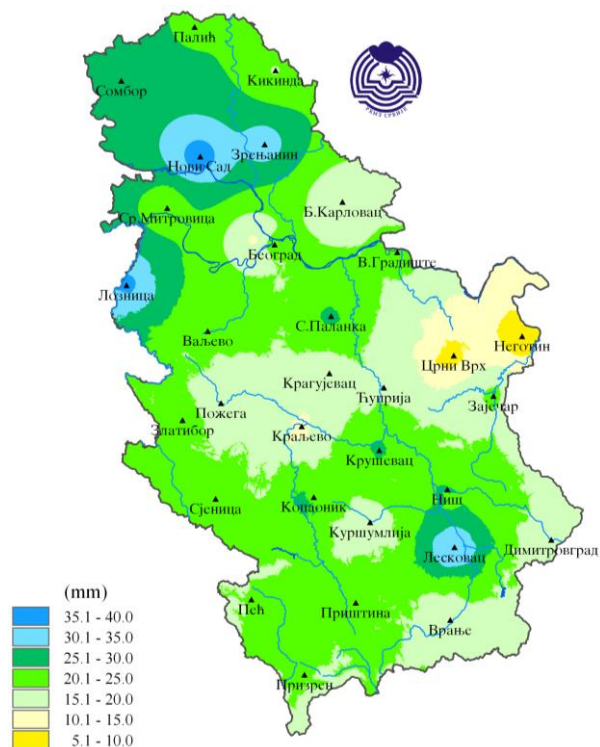 Палић
Кикинда
Сомбор
Зрењанин
Нови Сад
Ср.Митровица
Б.Карловац
Београд
В.Градиште
Лозница
С.Паланка
Ваљево
Неготин
Црни Врх
Крагујевац
Ћуприја
Зајечар
Пожега
Златибор
Краљево
Крушевац
Ниш
Сјеница
Копаоник
Куршумлија
Лесковац
Димитровград
Пећ
Приштина
Врање
Призрен
(mm)
35.1 - 40.0
30.1 - 35.0
25.1 - 30.0
20.1 - 25.0
15.1 - 20.0
10.1 - 15.0
5.1 - 10.0